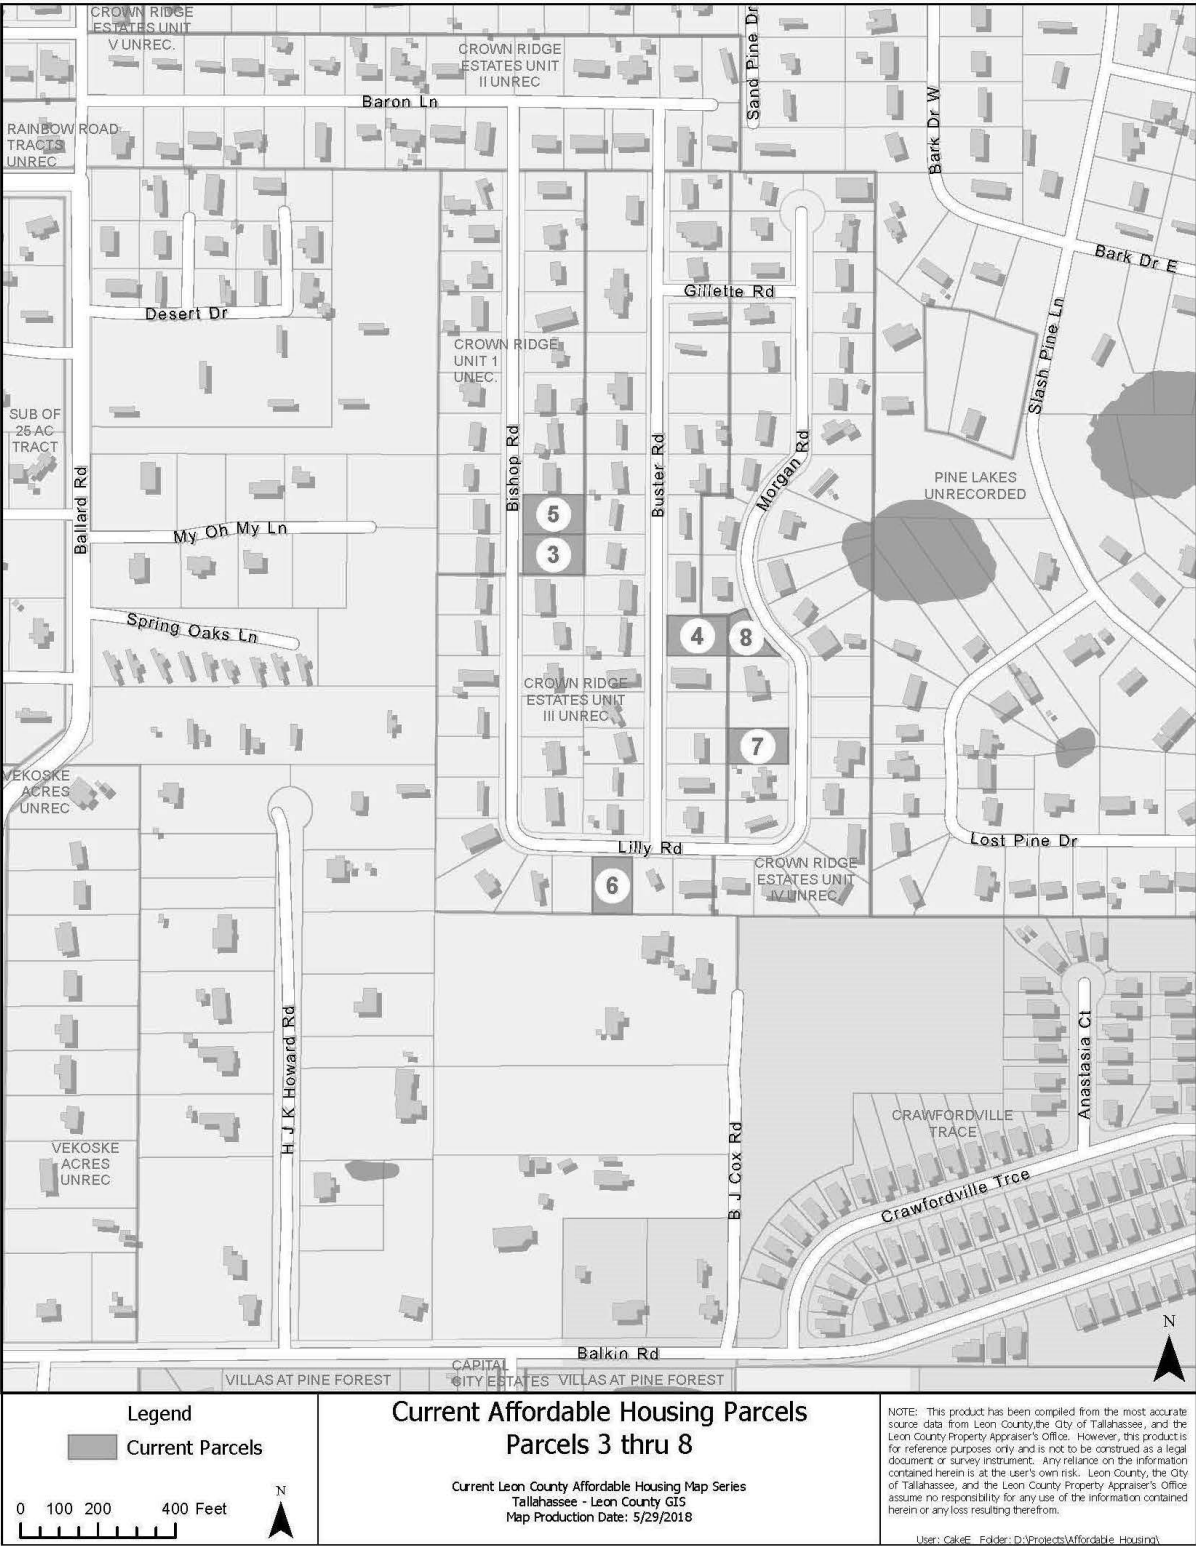 CROWN RIDGE
ESTATES UNIT
V UNREC.
CROWN RIDGE
ESTATES UNIT
II UNREC
Sand Pine Dr
Baron Ln
Bark Dr W
RAINBOW ROAD
TRACTS
UNREC
Bark Dr E
Gillette Rd
Desert Dr
CROWN RIDGE
UNIT 1
UNEC.
Slash Pine Ln
SUB OF
25 AC
TRACT
Ballard Rd
Bishop Rd
Buster Rd
Morgan Rd
PINE LAKES
UNRECORDED
5
My Oh My Ln
3
Spring Oaks Ln
4
8
CROWN RIDGE
ESTATES UNIT
III UNREC
7
VEKOSKE
ACRES
UNREC
Lilly Rd
Lost Pine Dr
CROWN RIDGE
ESTATES UNIT
IV UNREC
6
H J K Howard Rd
Anastasia Ct
CRAWFORDVILLE
TRACE
VEKOSKE
ACRES
UNREC
B J Cox Rd
Crawfordville Trce
Balkin Rd
N
VILLAS AT PINE FOREST
CAPITAL
CITY ESTATES
VILLAS AT PINE FOREST
Legend
Current Parcels
0 100 200 400 Feet
N
Current Affordable Housing Parcels
Parcels 3 thru 8
Current Leon County Affordable Housing Map Series
Tallahassee - Leon County GIS
Map Production Date: 5/29/2018
NOTE: This product has been compiled from the most accurate
source data from Leon County,the City of Tallahassee, and the
Leon County Property Appraiser's Office. However, this product is
for reference purposes only and is not to be construed as a legal
document or survey instrument. Any reliance on the information
contained herein is at the user's own risk. Leon County, the City
of Tallahassee, and the Leon County Property Appraiser's Office
assume no responsibility for any use of the information contained
herein or any loss resulting therefrom.
User: CakeE Folder: D:\Projects\Affordable_Housing\